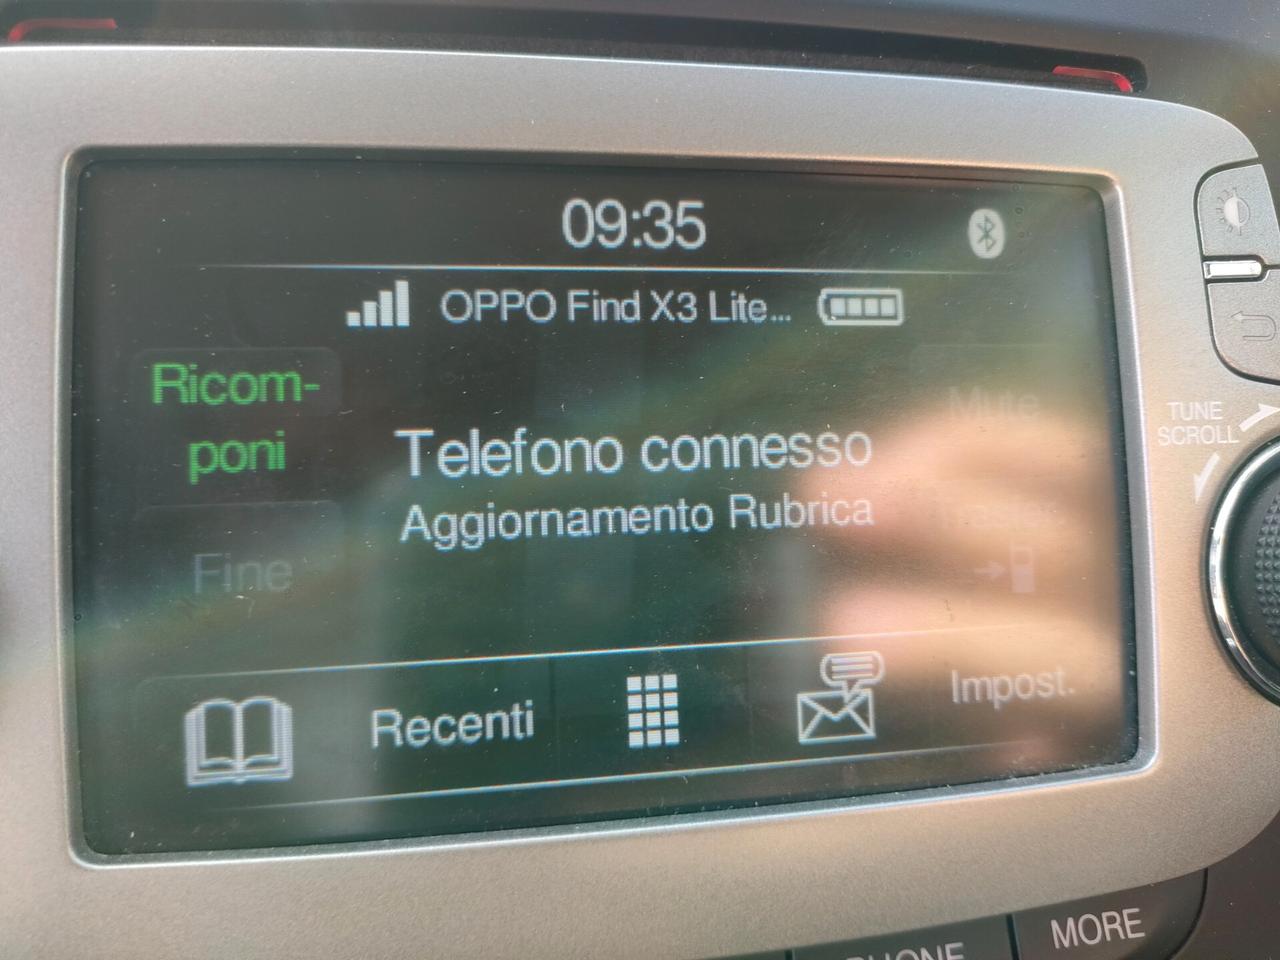 09:35
OPPO Find X3 Lite...
Ricom-
poni
Mute
Telefono connesso
Aggiornamento Rubrica
Fine
Recenti
Impost.
TUNE
SCROLL
PHONE
MORE